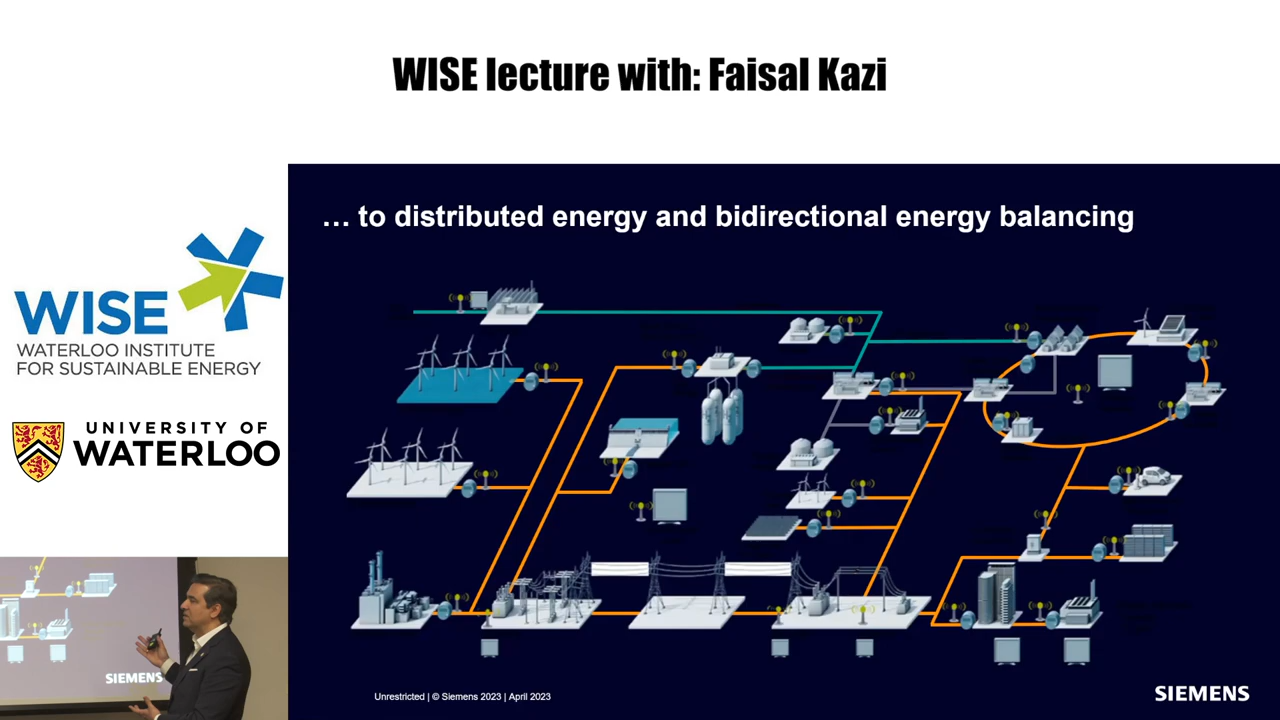 WISE lecture with: Faisal Kazi
WISE
WATERLOO INSTITUTE
FOR SUSTAINABLE ENERGY
UNIVERSITY OF
WATERLOO
… to distributed energy and bidirectional energy balancing
Unrestricted | © Siemens 2023 | April 2023
SIEMENS
SIEMENS